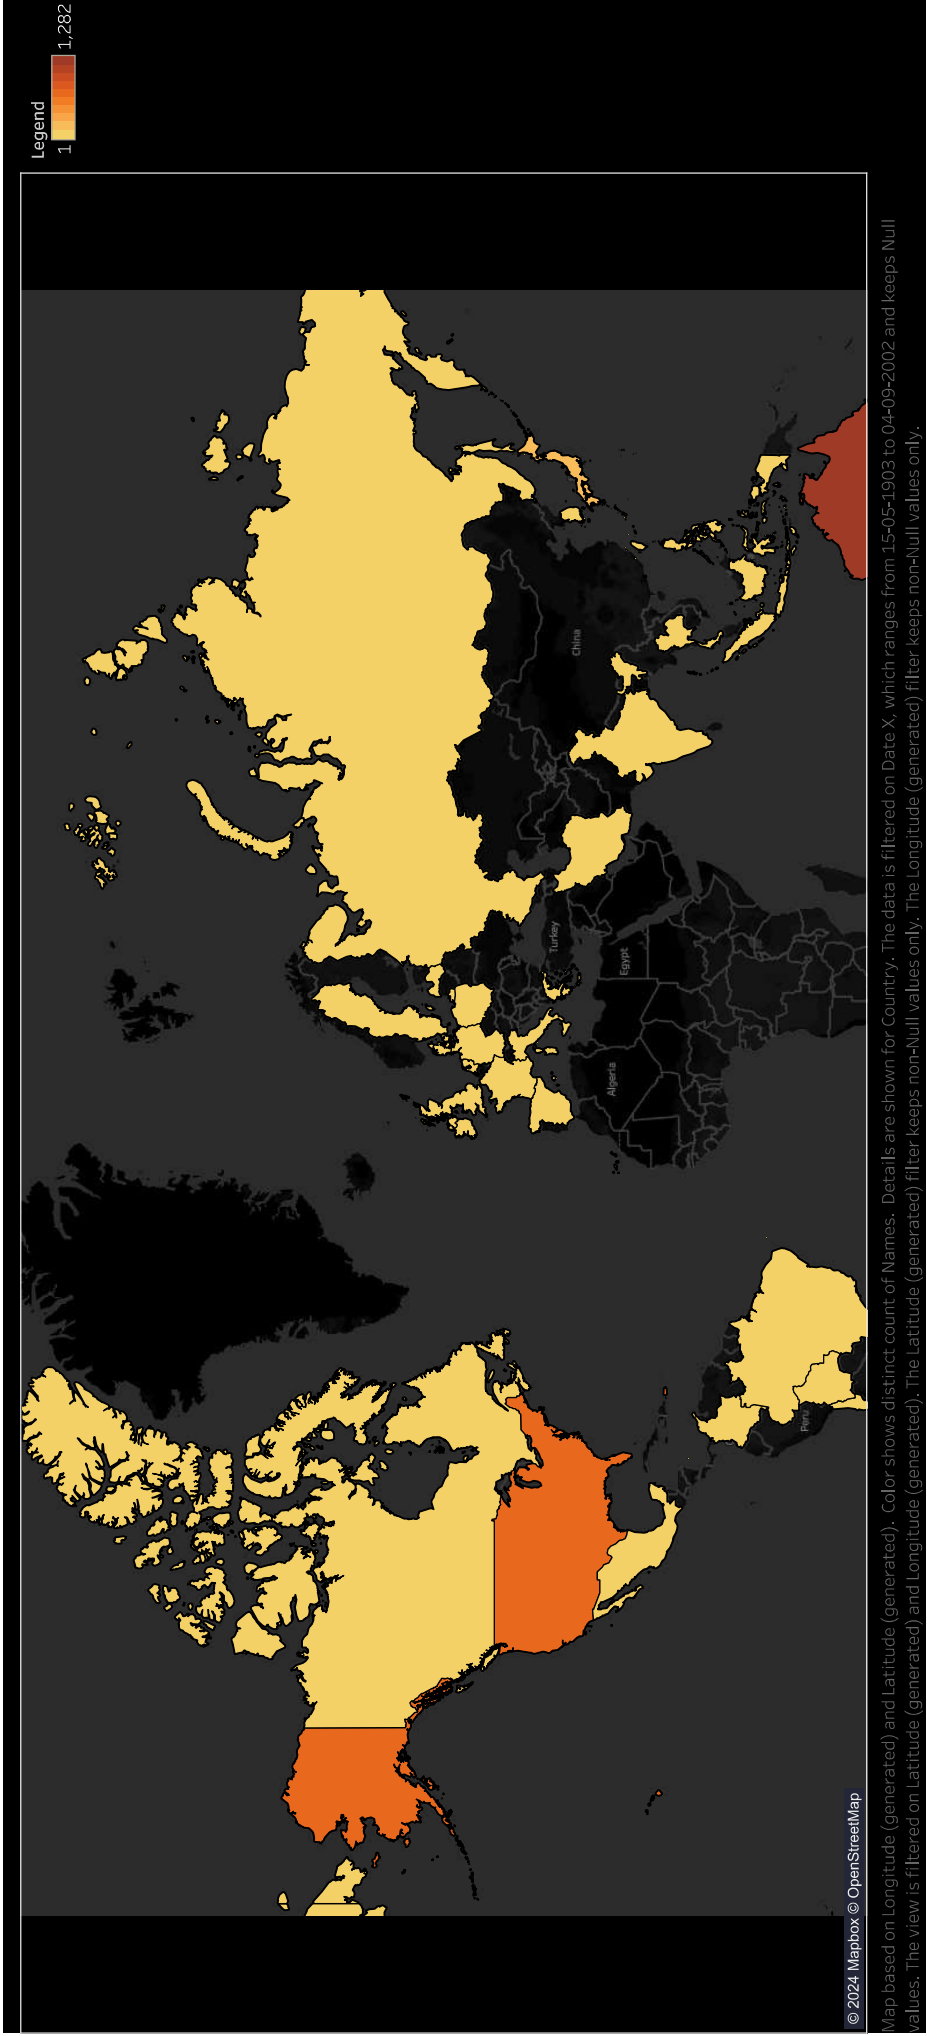 Legend
1 1,282
China
Turkey
Egypt
Algeria
Peru
© 2024 Mapbox © OpenStreetMap
Map based on Longitude (generated) and Latitude (generated). Color shows distinct count of Names. Details are shown for Country. The data is filtered on Date X, which ranges from 15-05-1903 to 04-09-2002 and keeps Null
values. The view is filtered on Latitude (generated) and Longitude (generated). The Latitude (generated) filter keeps non-Null values only. The Longitude (generated) filter keeps non-Null values only.